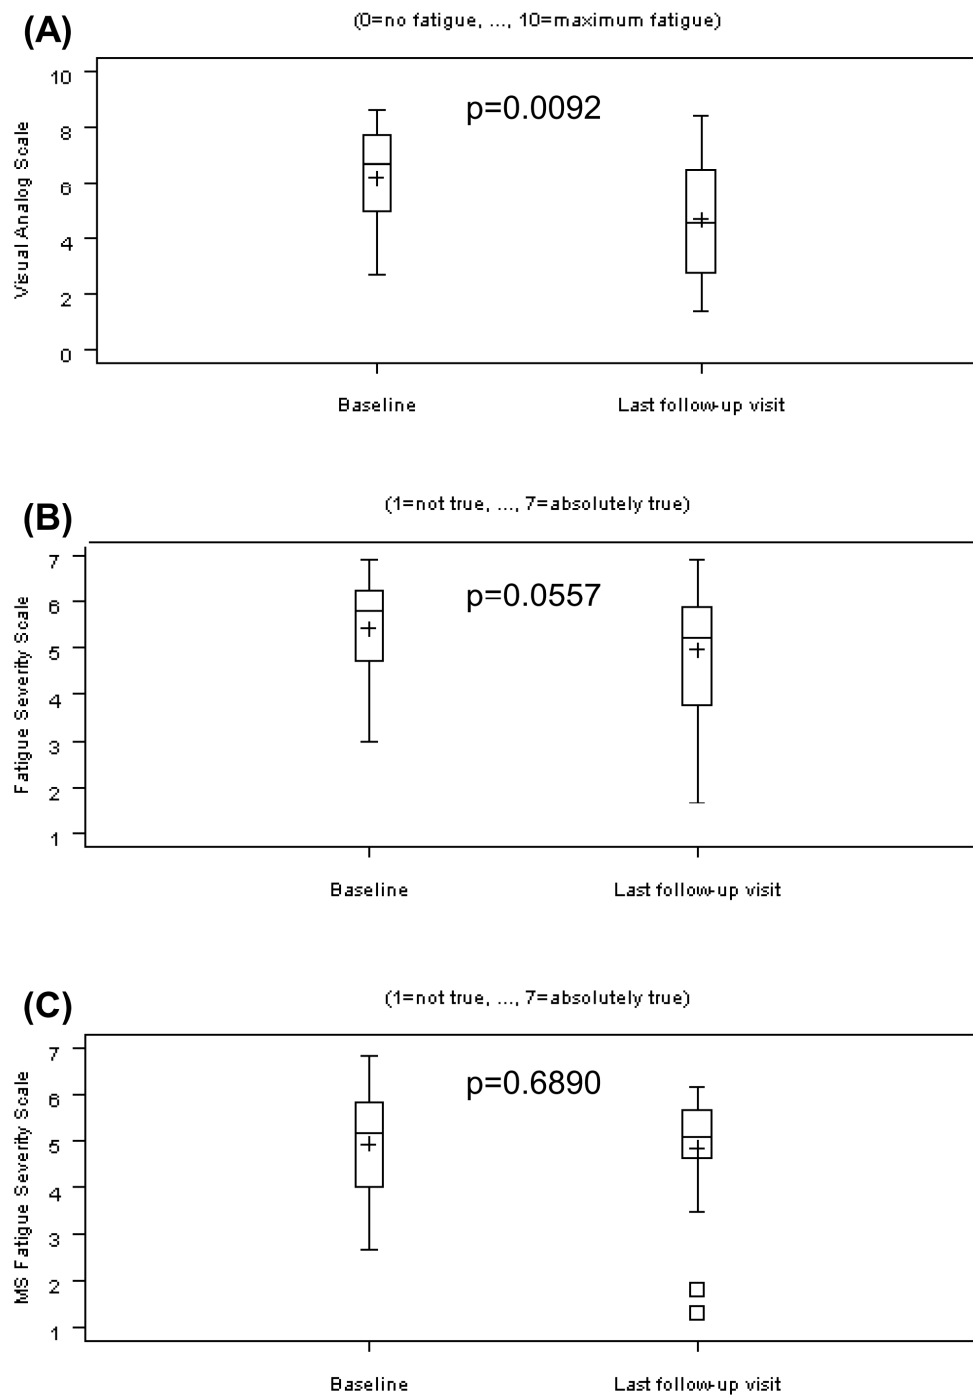 (A)
(0=no fatigue, ..., 10=maximum fatigue)
10
8
6
4
2
0
Visual Analog Scale
p=0.0092
Baseline
Last follow-up visit
(B)
(1=not true, ..., 7=absolutely true)
7
6
5
4
3
2
1
Fatigue Severity Scale
p=0.0557
Baseline
Last follow-up visit
(C)
(1=not true, ..., 7=absolutely true)
7
6
5
4
3
2
1
MS Fatigue Severity Scale
p=0.6890
Baseline
Last follow-up visit